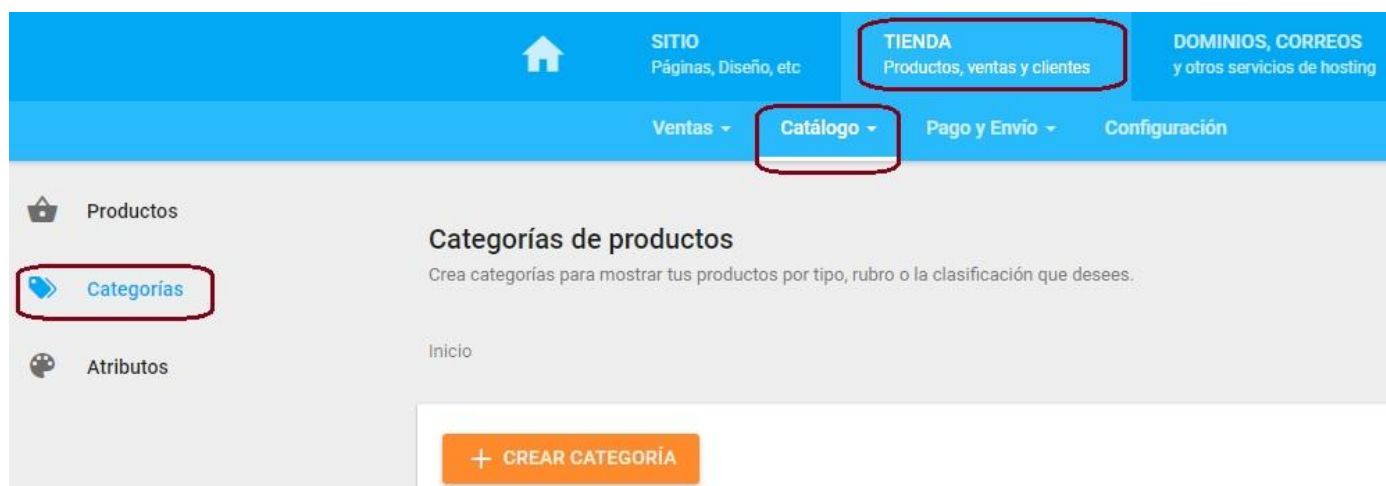 SITIO
Páginas, Diseño, etc
TIENDA
Productos, ventas y clientes
DOMINIOS, CORREOS
y otros servicios de hosting
Ventas
Catálogo
Pago y Envío
Configuración
Productos
Categorías
Atributos
Categorías de productos
Crea categorías para mostrar tus productos por tipo, rubro o la clasificación que desees.
Inicio
+ CREAR CATEGORÍA